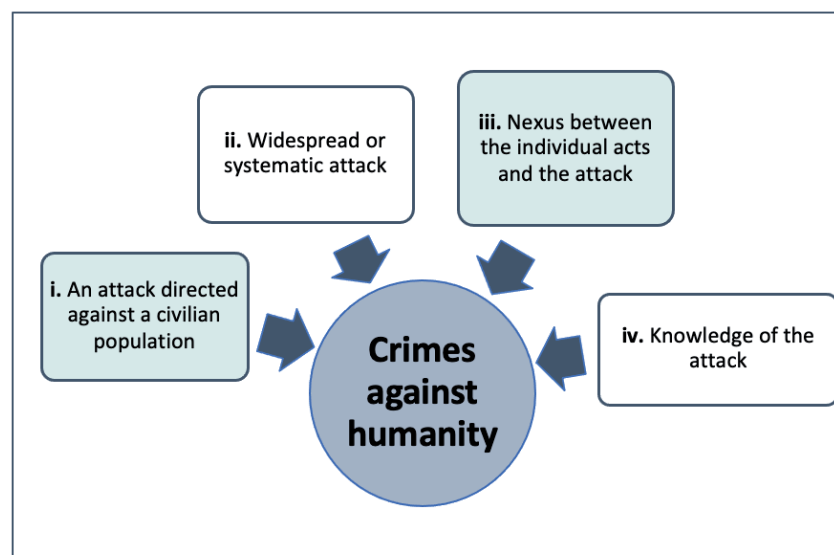 i. An attack directed
against a civilian
population
ii. Widespread or
systematic attack
iii. Nexus between
the individual acts
and the attack
iv. Knowledge of the
attack
Crimes
against
humanity